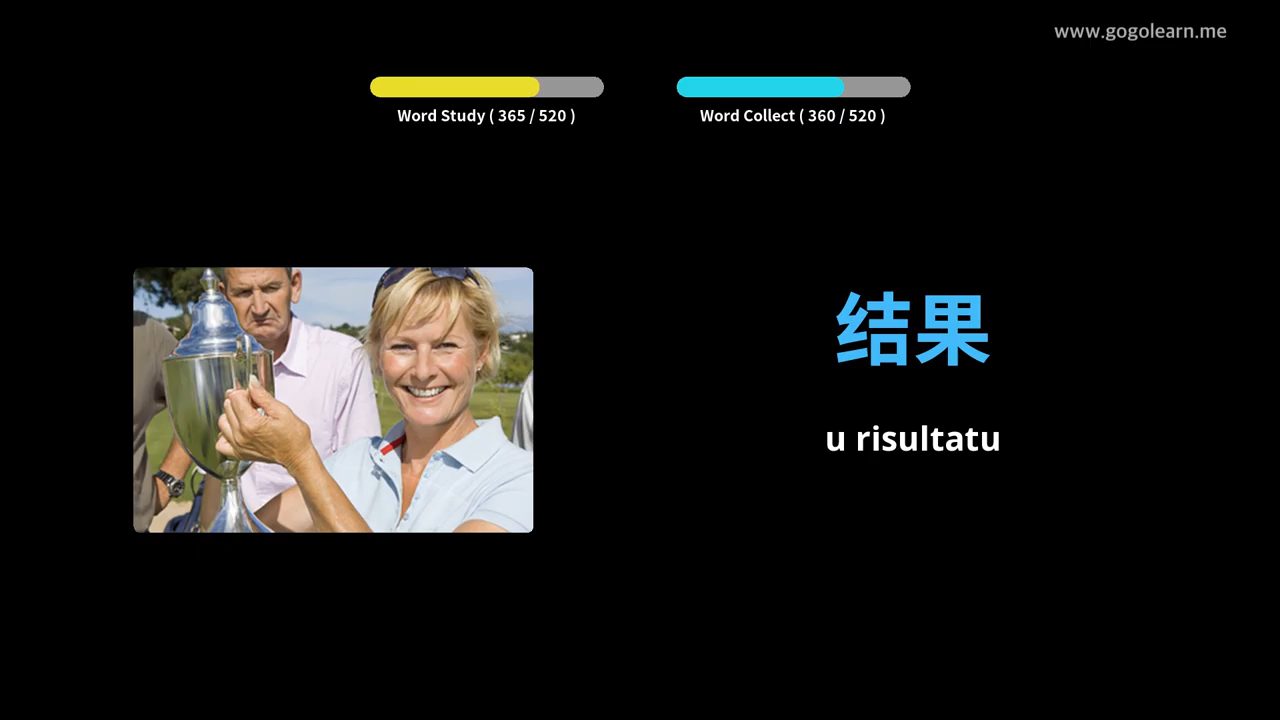 www.gogolearn.me
Word Study ( 365 / 520 )
Word Collect ( 360 / 520 )
结果
u risultatu